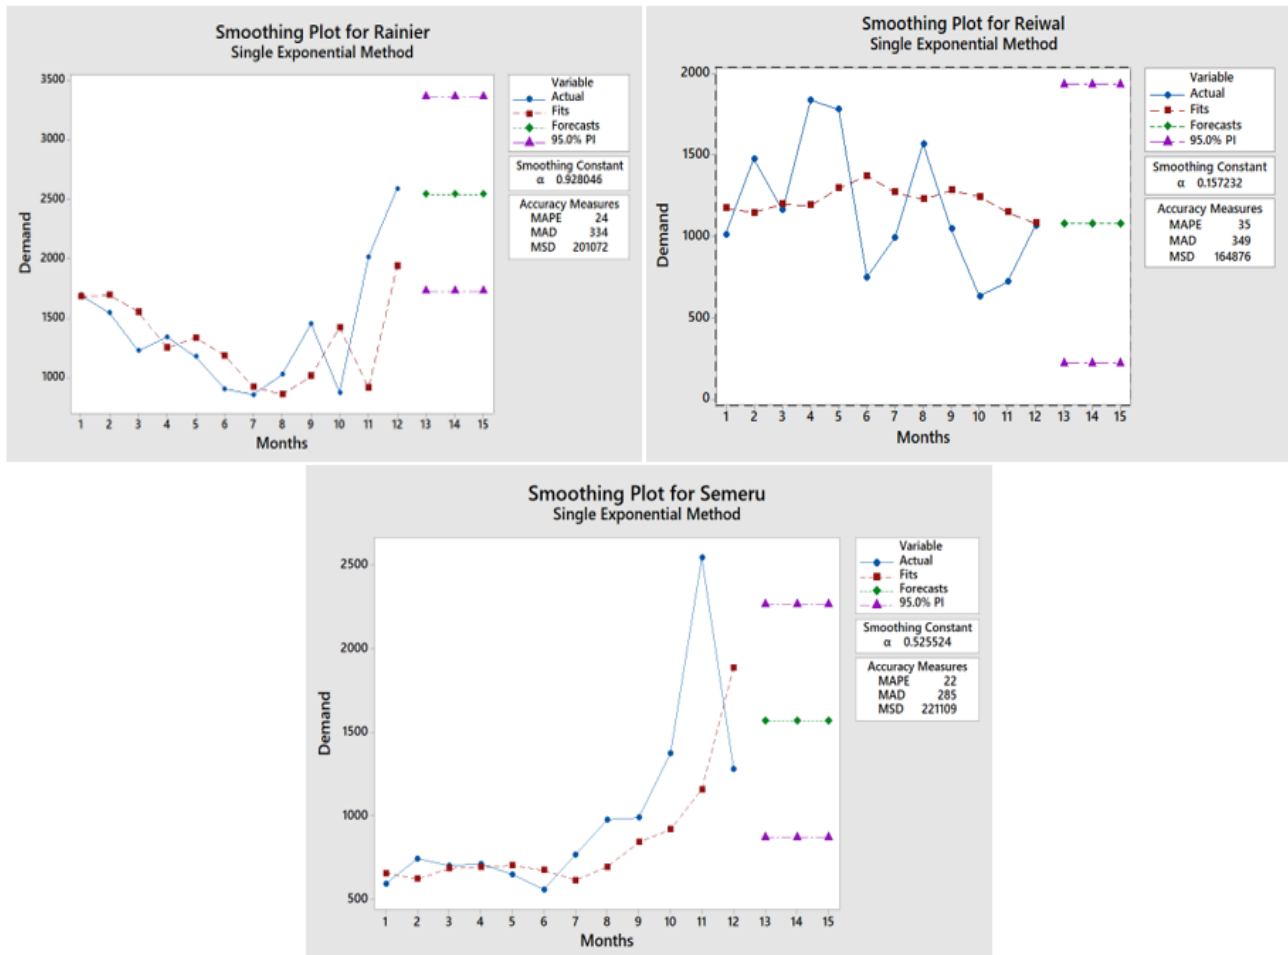 Smoothing Plot for Rainier
Single Exponential Method
3500
3000
2500
2000
1500
1000
Demand
1 2 3 4 5 6 7 8 9 10 11 12 13 14 15
Months
Variable
Actual
Fits
Forecasts
95.0% PI
Smoothing Constant
α 0.928046
Accuracy Measures
MAPE 24
MAD 334
MSD 201072
Smoothing Plot for Reiwal
Single Exponential Method
2000
1500
1000
500
0
Demand
1 2 3 4 5 6 7 8 9 10 11 12 13 14 15
Months
Variable
Actual
Fits
Forecasts
95.0% PI
Smoothing Constant
α 0.157232
Accuracy Measures
MAPE 35
MAD 349
MSD 164876
Smoothing Plot for Semeru
Single Exponential Method
2500
2000
1500
1000
500
Demand
1 2 3 4 5 6 7 8 9 10 11 12 13 14 15
Months
Variable
Actual
Fits
Forecasts
95.0% PI
Smoothing Constant
α 0.525524
Accuracy Measures
MAPE 22
MAD 285
MSD 221109